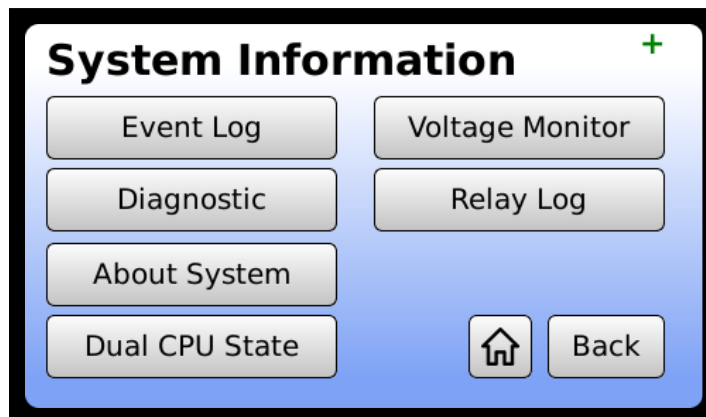 System Information
+
Event Log
Voltage Monitor
Diagnostic
Relay Log
About System
Dual CPU State
Back